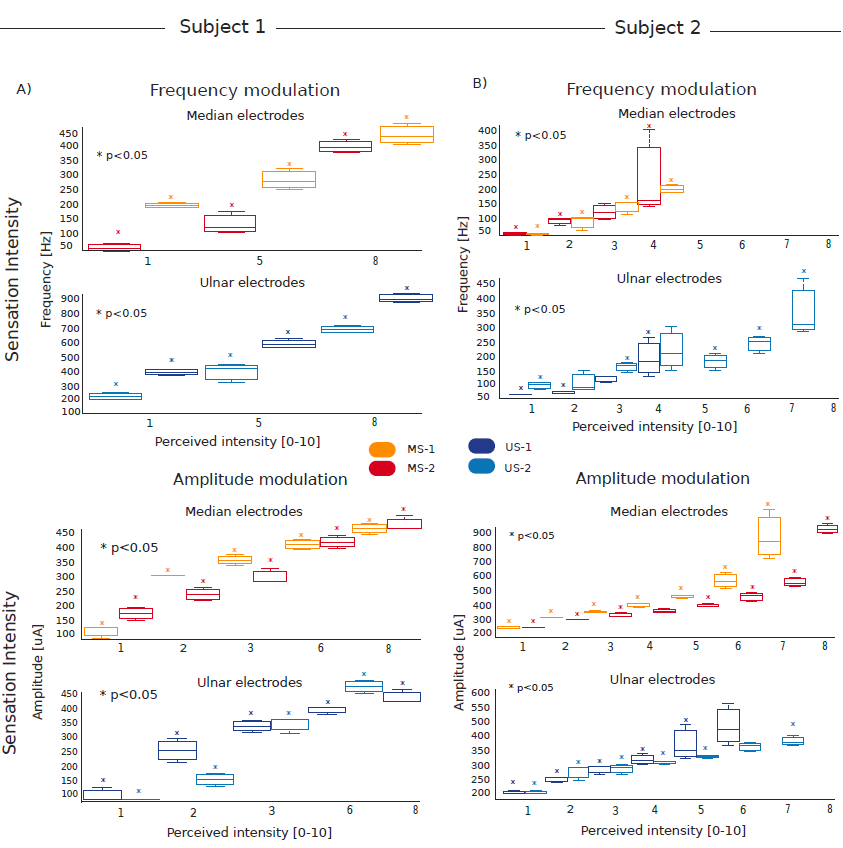 Subject 1
Subject 2
A)
Frequency modulation
Median electrodes
450
400
350
300
250
200
150
100
50
* p<0.05
1
5
8
Ulnar electrodes
900
800
700
600
500
400
300
200
100
* p<0.05
1
5
8
Perceived intensity [0-10]
Frequency [Hz]
Sensation Intensity
B)
Frequency modulation
Median electrodes
400
350
300
250
200
150
100
50
* p<0.05
1 2 3 4 5 6 7 8
Ulnar electrodes
450
400
350
300
250
200
150
100
50
* p<0.05
1 2 3 4 5 6 7 8
Perceived intensity [0-10]
Frequency [Hz]
MS-1
MS-2
US-1
US-2
Amplitude modulation
Median electrodes
450
400
350
300
250
200
150
100
* p<0.05
1 2 3 6 8
Ulnar electrodes
450
400
350
300
250
200
150
100
* p<0.05
1 2 3 6 8
Perceived intensity [0-10]
Amplitude [uA]
Sensation Intensity
Amplitude modulation
Median electrodes
900
800
700
600
500
400
300
200
* p<0.05
1 2 3 4 5 6 7 8
Ulnar electrodes
600
550
500
450
400
350
300
250
200
* p<0.05
1 2 3 4 5 6 7 8
Perceived intensity [0-10]
Amplitude [uA]